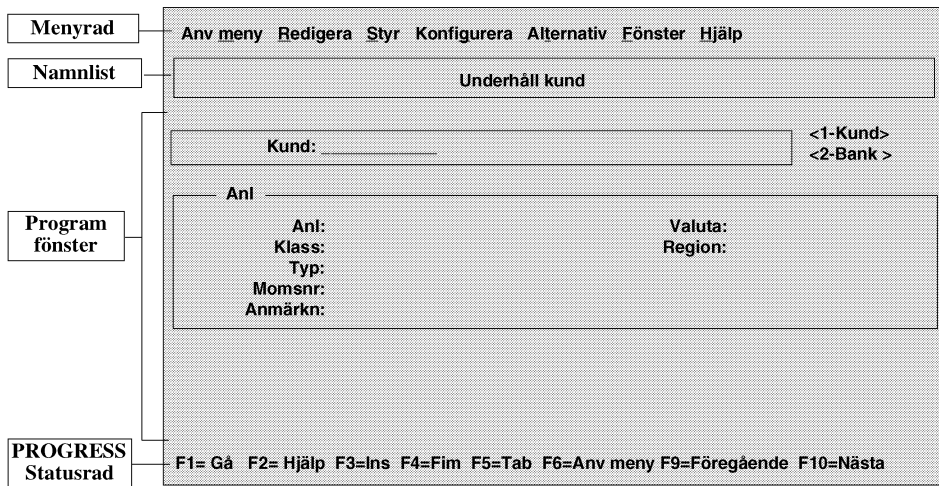 Menyrad
Anv meny Redigera Styr Konfigurera Alternativ Fönster Hjälp
Namnlist
Underhåll kund
Kund: ____________
<1-Kund>
<2-Bank >
Anl
Program
fönster
Anl:
Valuta:
Klass:
Region:
Typ:
Momsnr:
Anmärkn:
PROGRESS
Statusrad
F1= Gå F2= Hjälp F3=Ins F4=Fim F5=Tab F6=Anv meny F9=Föregående F10=Nästa